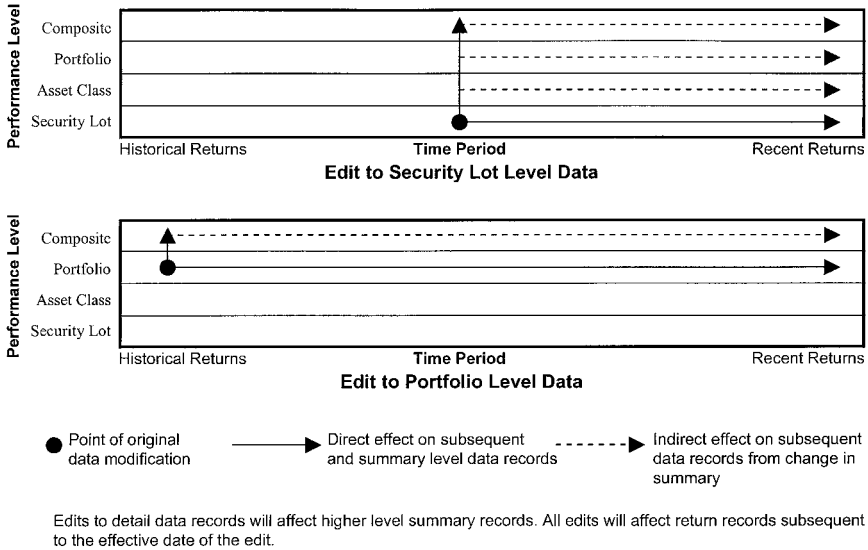 Performance Level
Composite
Portfolio
Asset Class
Security Lot
Historical Returns
Time Period
Recent Returns
Edit to Security Lot Level Data
Performance Level
Composite
Portfolio
Asset Class
Security Lot
Historical Returns
Time Period
Recent Returns
Edit to Portfolio Level Data
Point of original
data modification
Direct effect on subsequent
and summary level data records
Indirect effect on subsequent
data records from change in
summary
Edits to detail data records will affect higher level summary records. All edits will affect return records subsequent
to the effective date of the edit.